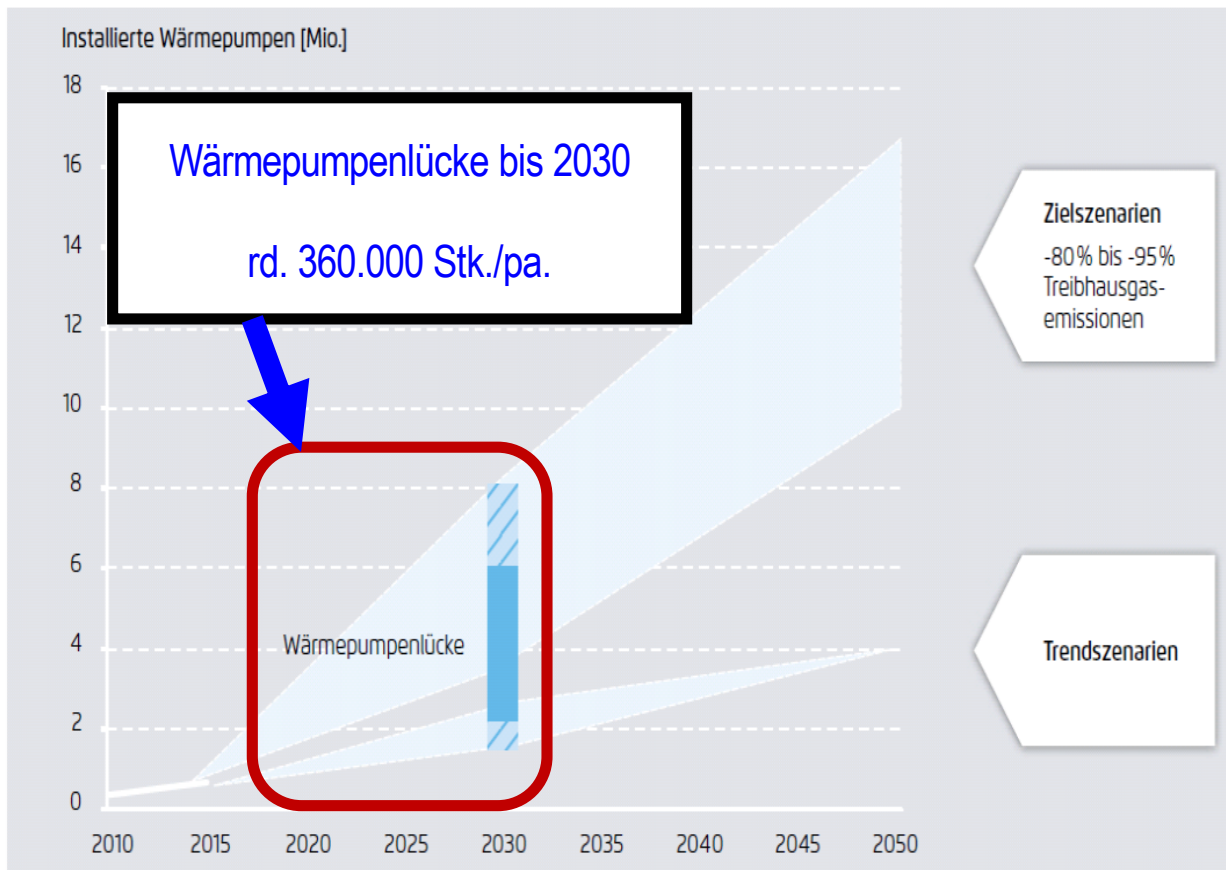 Installierte Wärmepumpen [Mio.]
18
16
14
12
10
8
6
4
2
0
Wärmepumpenlücke bis 2030
rd. 360.000 Stk./pa.
Wärmepumpenlücke
2010 2015 2020 2025 2030 2035 2040 2045 2050
Zielszenarien
-80% bis -95%
Treibhausgas-
emissionen
Trendszenarien